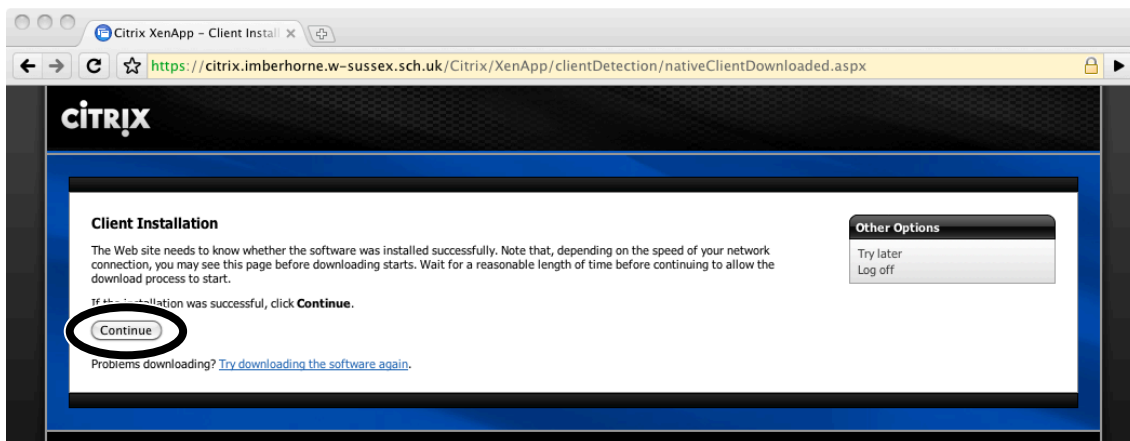 Citrix XenApp - Client Install
https://citrix.imberhorne.w-sussex.sch.uk/Citrix/XenApp/clientDetection/nativeClientDownloaded.aspx
CİTRIX
Client Installation
The Web site needs to know whether the software was installed successfully. Note that, depending on the speed of your network
connection, you may see this page before downloading starts. Wait for a reasonable length of time before continuing to allow the
download process to start.
If the installation was successful, click Continue.
Continue
Problems downloading? Try downloading the software again.
Other Options
Try later
Log off